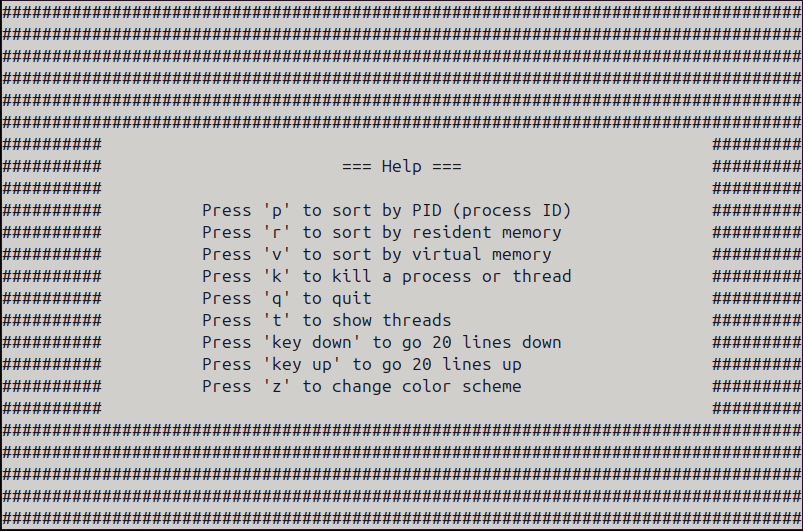 ################################################################################
################################################################################
################################################################################
################################################################################
################################################################################
################################################################################
########## #########
########## === Help === #########
########## #########
########## Press 'p' to sort by PID (process ID) #########
########## Press 'r' to sort by resident memory #########
########## Press 'v' to sort by virtual memory #########
########## Press 'k' to kill a process or thread #########
########## Press 'q' to quit #########
########## Press 't' to show threads #########
########## Press 'key down' to go 20 lines down #########
########## Press 'key up' to go 20 lines up #########
########## Press 'z' to change color scheme #########
########## #########
################################################################################
################################################################################
################################################################################
################################################################################
################################################################################